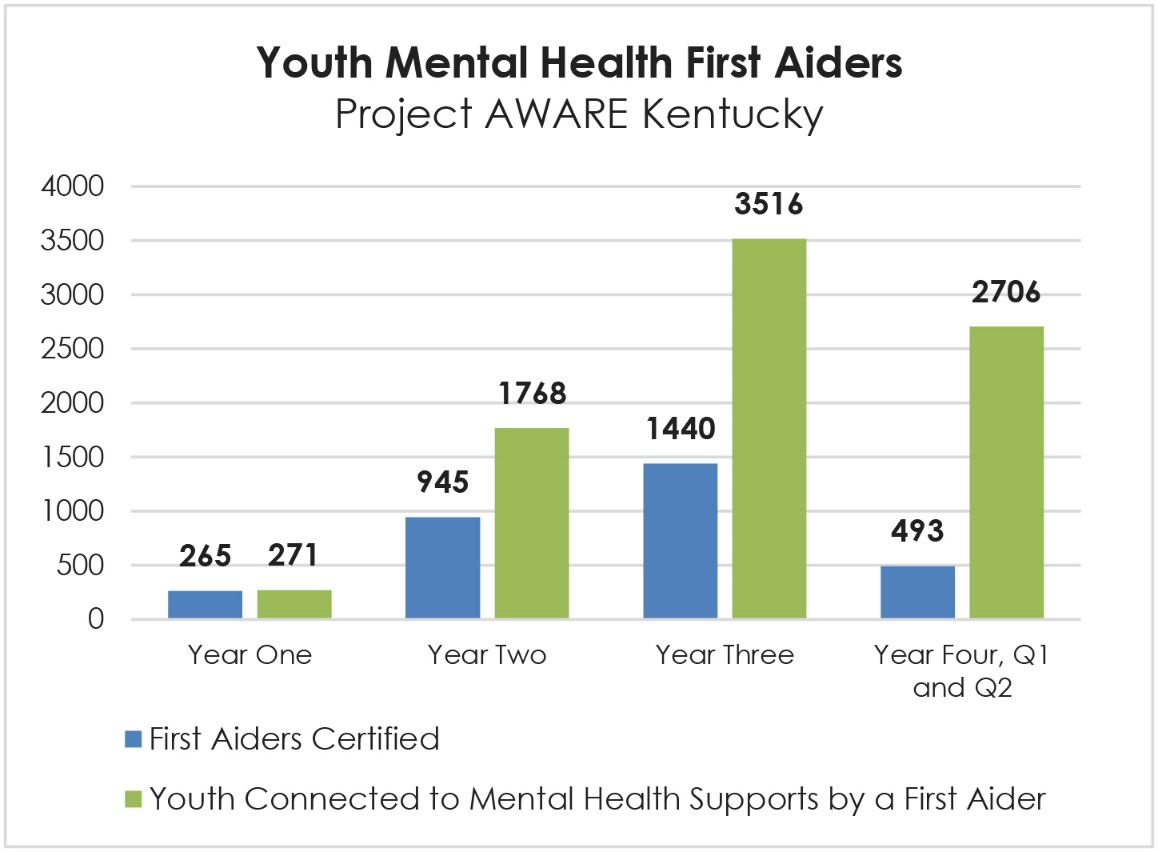 Youth Mental Health First Aiders
Project AWARE Kentucky
4000
3500
3000
2500
2000
1500
1000
500
0
265
271
945
1768
1440
3516
493
2706
Year One
Year Two
Year Three
Year Four, Q1
and Q2
First Aiders Certified
Youth Connected to Mental Health Supports by a First Aider